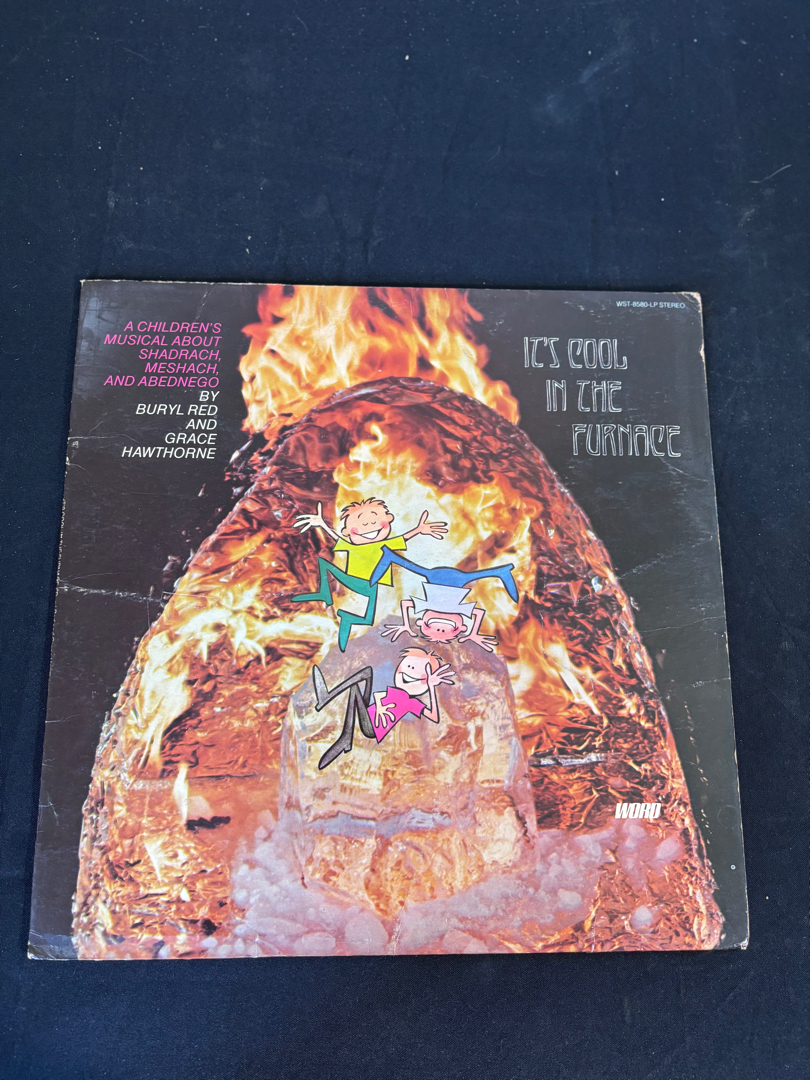 WST-8580-LP STEREO
A CHILDREN'S
MUSICAL ABOUT
SHADRACH,
MESHACH,
AND ABEDNEGO
BY
BURYL RED
AND
GRACE
HAWTHORNE
IT'S COOL
IN THE
FURNACE
WORD